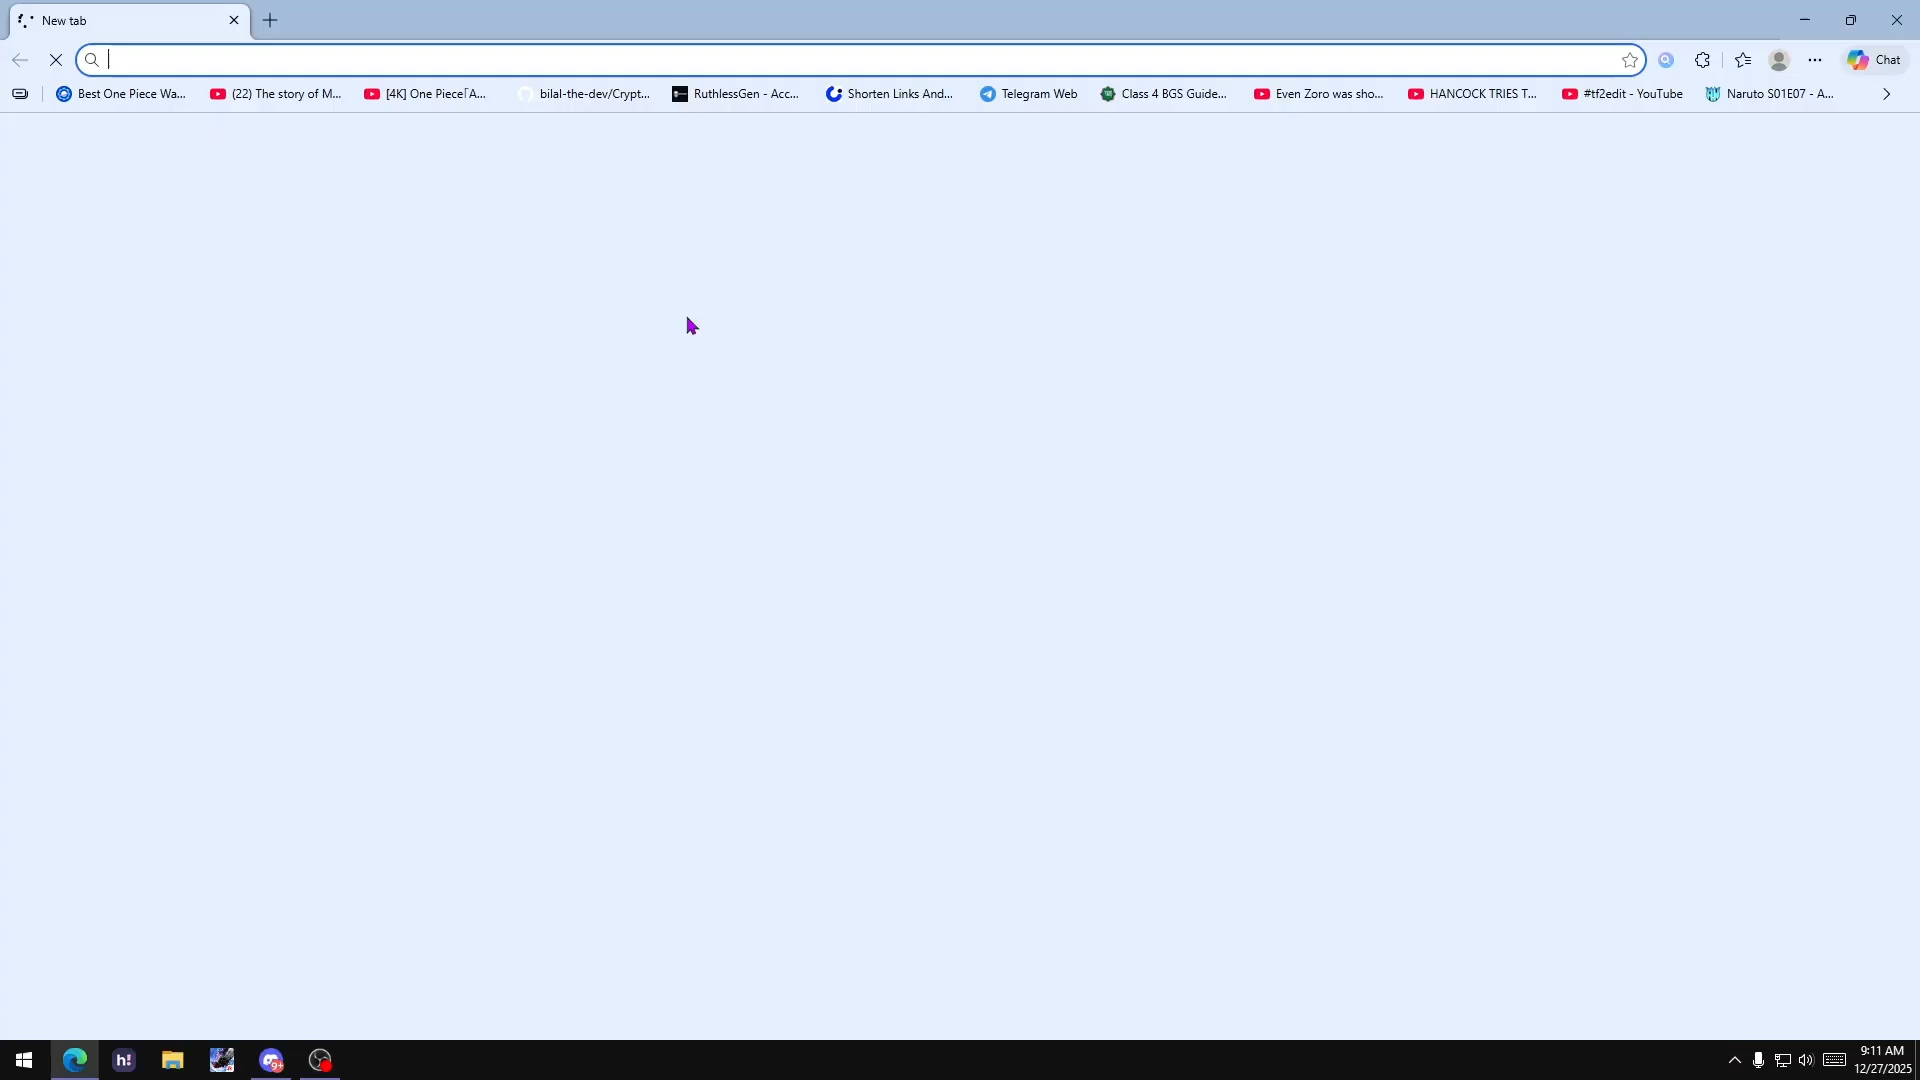 New tab
Chat
Best One Piece Wa...
(22) The story of M...
[4K] One Piece「A...
bilal-the-dev/Crypt...
RuthlessGen - Acc...
Shorten Links And...
Telegram Web
Class 4 BGS Guide...
Even Zoro was sho...
HANCOCK TRIES T...
#tf2edit - YouTube
Naruto S01E07 - A...
h!
9+
9:11 AM
12/27/2025